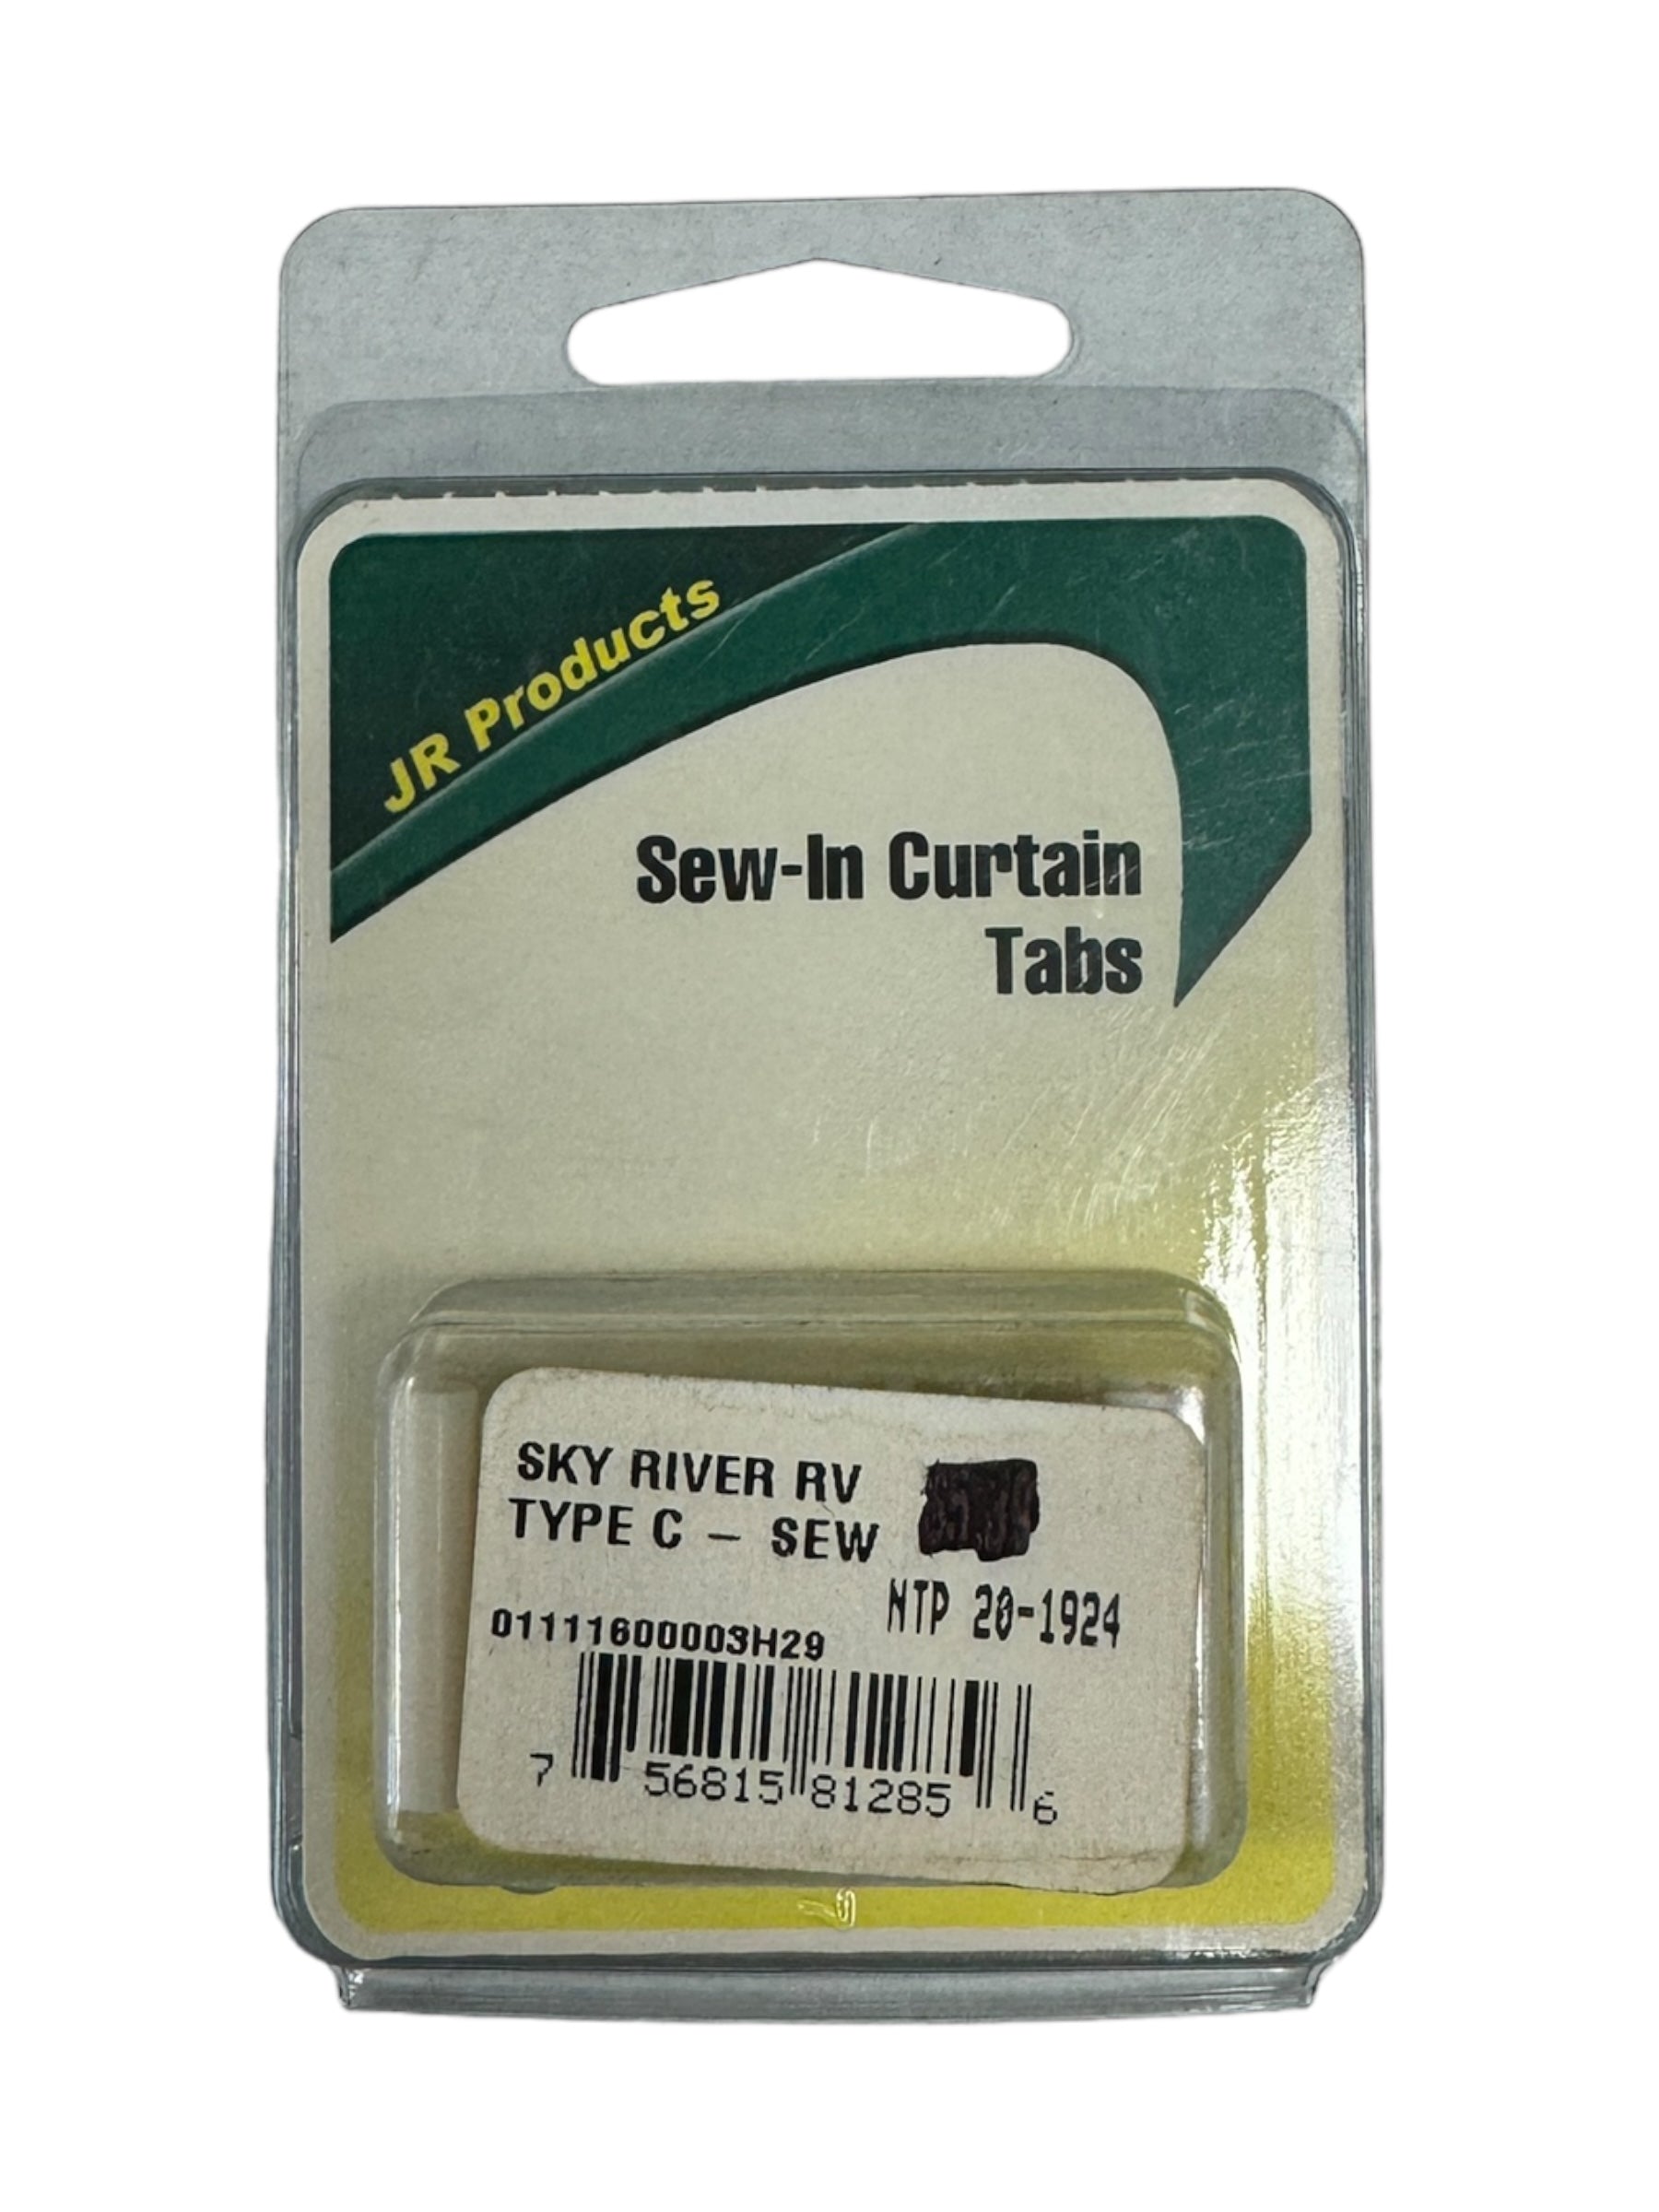 JR Products
Sew-In Curtain
Tabs
SKY RIVER RV
TYPE C – SEW
NTP 20-1924
01111600003H29
7 56815 81285 6